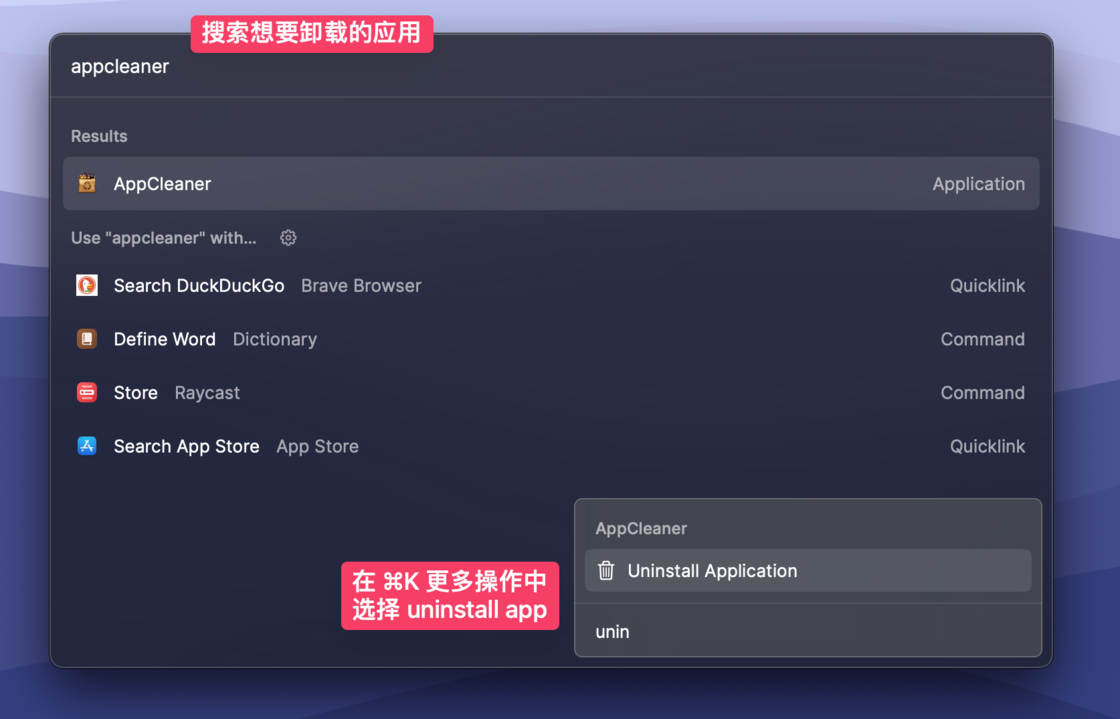 搜索想要卸载的应用
appcleaner
Results
AppCleaner Application
Use "appcleaner" with...
Search DuckDuckGo Brave Browser Quicklink
Define Word Dictionary Command
Store Raycast Command
Search App Store App Store Quicklink
AppCleaner
Uninstall Application
在 ⌘K 更多操作中
选择 uninstall app
unin